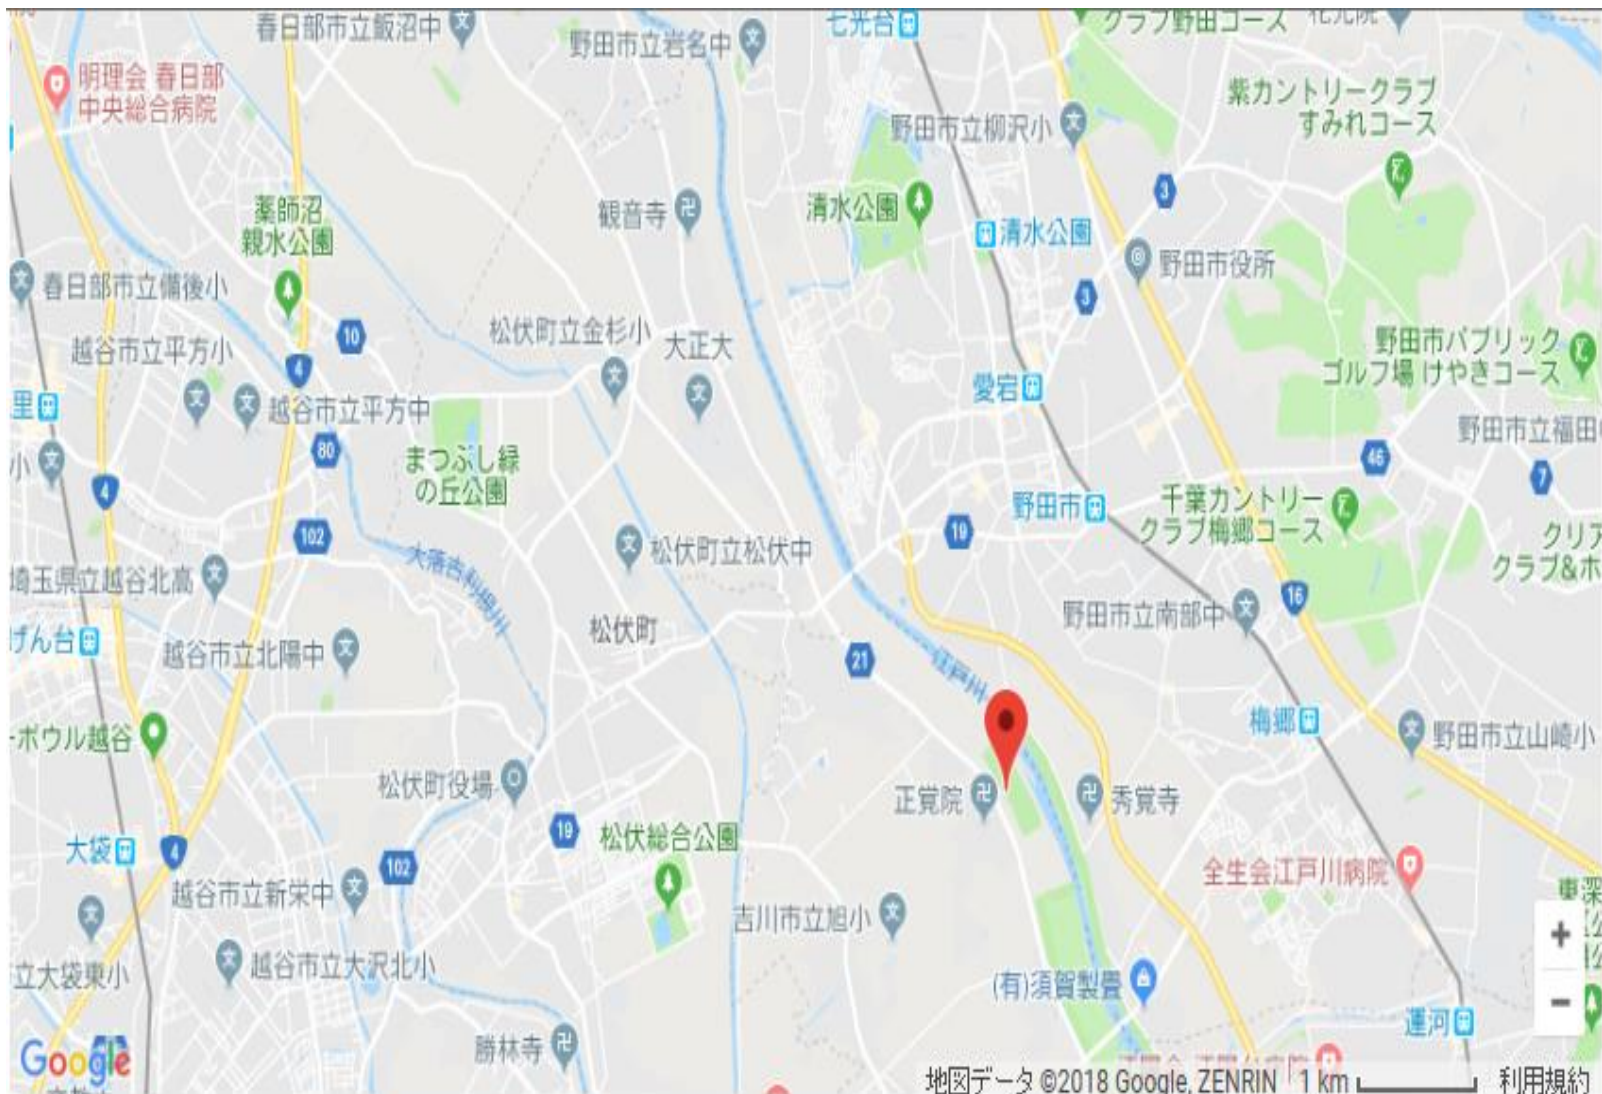 春日部市立飯沼中
野田市立岩名中
七光台
クラブ野田コース
明理会 春日部
中央総合病院
紫カントリークラブ
すみれコース
野田市立柳沢小
3
薬師沼
親水公園
観音寺
清水公園
清水公園
野田市役所
春日部市立備後小
3
10
松伏町立金杉小
大正大
野田市パブリック
ゴルフ場 けやきコース
越谷市立平方小
4
愛宕
里
越谷市立平方中
80
46
野田市立福田
小
まつぶし緑
の丘公園
7
4
千葉カントリー
クラブ梅郷コース
野田市
19
102
松伏町立松伏中
クリア
クラブ&ホ
大落古利根川
埼玉県立越谷北高
16
野田市立南部中
松伏町
げん台
越谷市立北陽中
21
江戸川
梅郷
ーボウル越谷
野田市立山崎小
松伏町役場
正覚院
秀覚寺
19
松伏総合公園
大袋
4
102
全生会江戸川病院
越谷市立新栄中
吉川市立旭小
東深
立大袋東小
越谷市立大沢北小
(有)須賀製畳
運河
勝林寺
Google
地図データ ©2018 Google, ZENRIN
1 km
利用規約